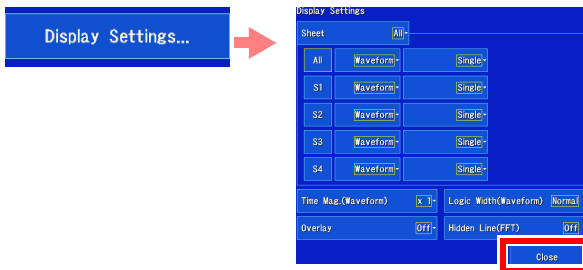 Display Settings...
Display Settings
Sheet All
All Waveform Single
S1 Waveform Single
S2 Waveform Single
S3 Waveform Single
S4 Waveform Single
Time Mag.(Waveform) x 1 Logic Width(Waveform) Normal
Overlay Off Hidden Line(FFT) Off
Close